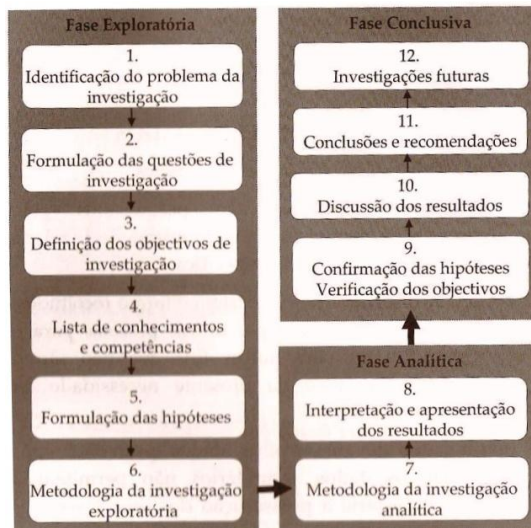 Fase Exploratória
1.
Identificação do problema da
investigação
2.
Formulação das questões de
investigação
3.
Definição dos objectivos de
investigação
4.
Lista de conhecimentos
e competências
5.
Formulação das hipóteses
6.
Metodologia da investigação
exploratória
Fase Analítica
7.
Metodologia da investigação
analítica
8.
Interpretação e apresentação
dos resultados
Fase Conclusiva
9.
Confirmação das hipóteses
Verificação dos objectivos
10.
Discussão dos resultados
11.
Conclusões e recomendações
12.
Investigações futuras